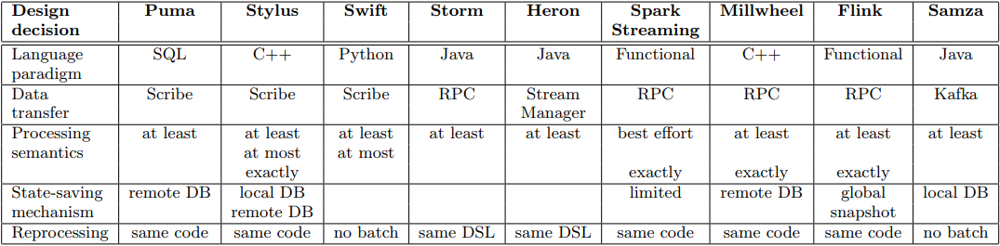 Design Puma Stylus Swift Storm Heron Spark Millwheel Flink Samza
decision Streaming
Language SQL C++ Python Java Java Functional C++ Functional Java
paradigm
Data Scribe Scribe Scribe RPC Stream RPC RPC RPC Kafka
transfer Manager
Processing at least at least at least at least at least best effort at least at least at least
semantics at most at most
exactly exactly exactly exactly
State-saving remote DB local DB limited remote DB global local DB
mechanism remote DB snapshot
Reprocessing same code same code no batch same DSL same DSL same code same code same code no batch